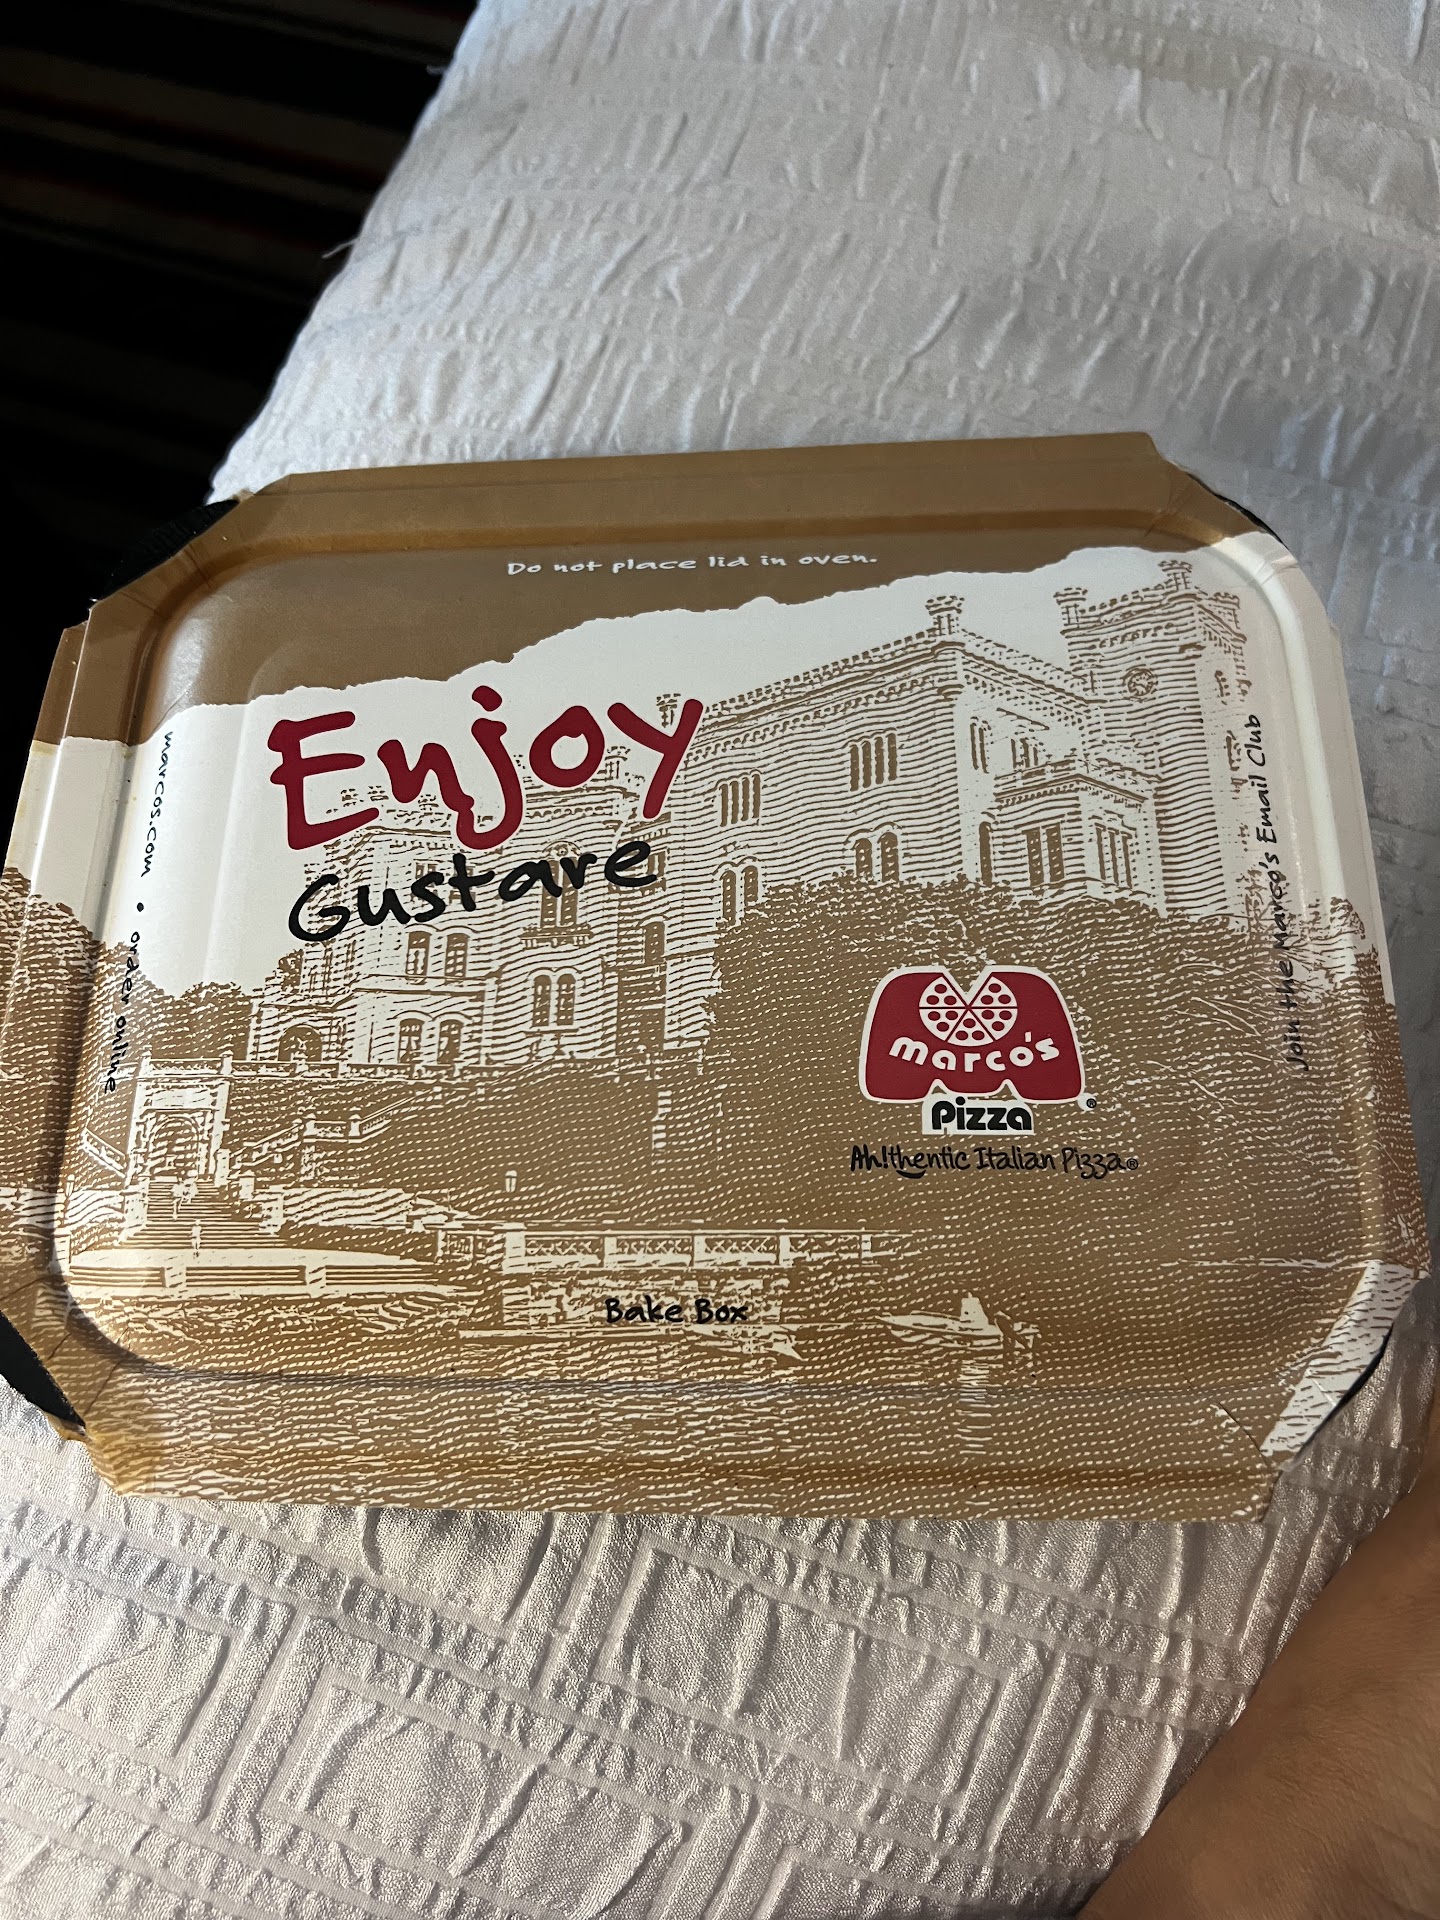 Do not place lid in oven.
Enjoy
Gustare
marcos.com • order online
Join the Marco's Email Club
marco's
Pizza®
Ah!thentic Italian Pizza®
Bake Box